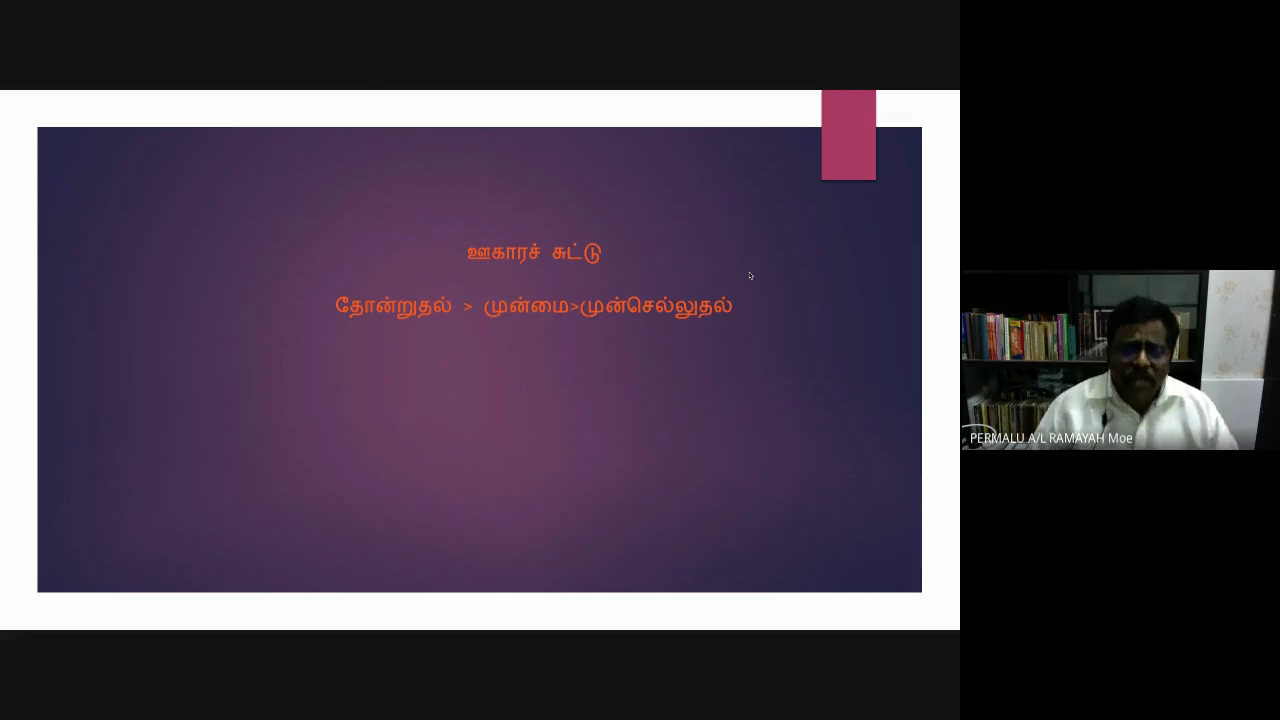 ஊகாரச் சுட்டு
தோன்றுதல் > முன்மை>முன்செல்லுதல்
PERMALU A/L RAMAYAH Moe